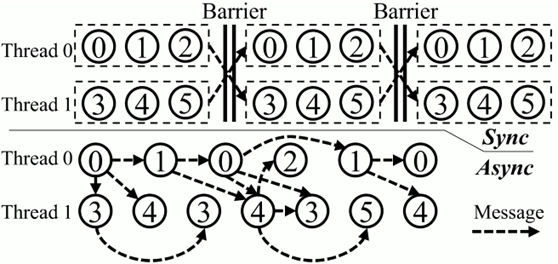 Barrier Barrier
Thread 0 0 1 2 0 1 2 0 1 2
Thread 1 3 4 5 3 4 5 3 4 5
Sync
Thread 0 0 1 0 2 1 0 Async
Thread 1 3 4 3 4 3 5 4 Message